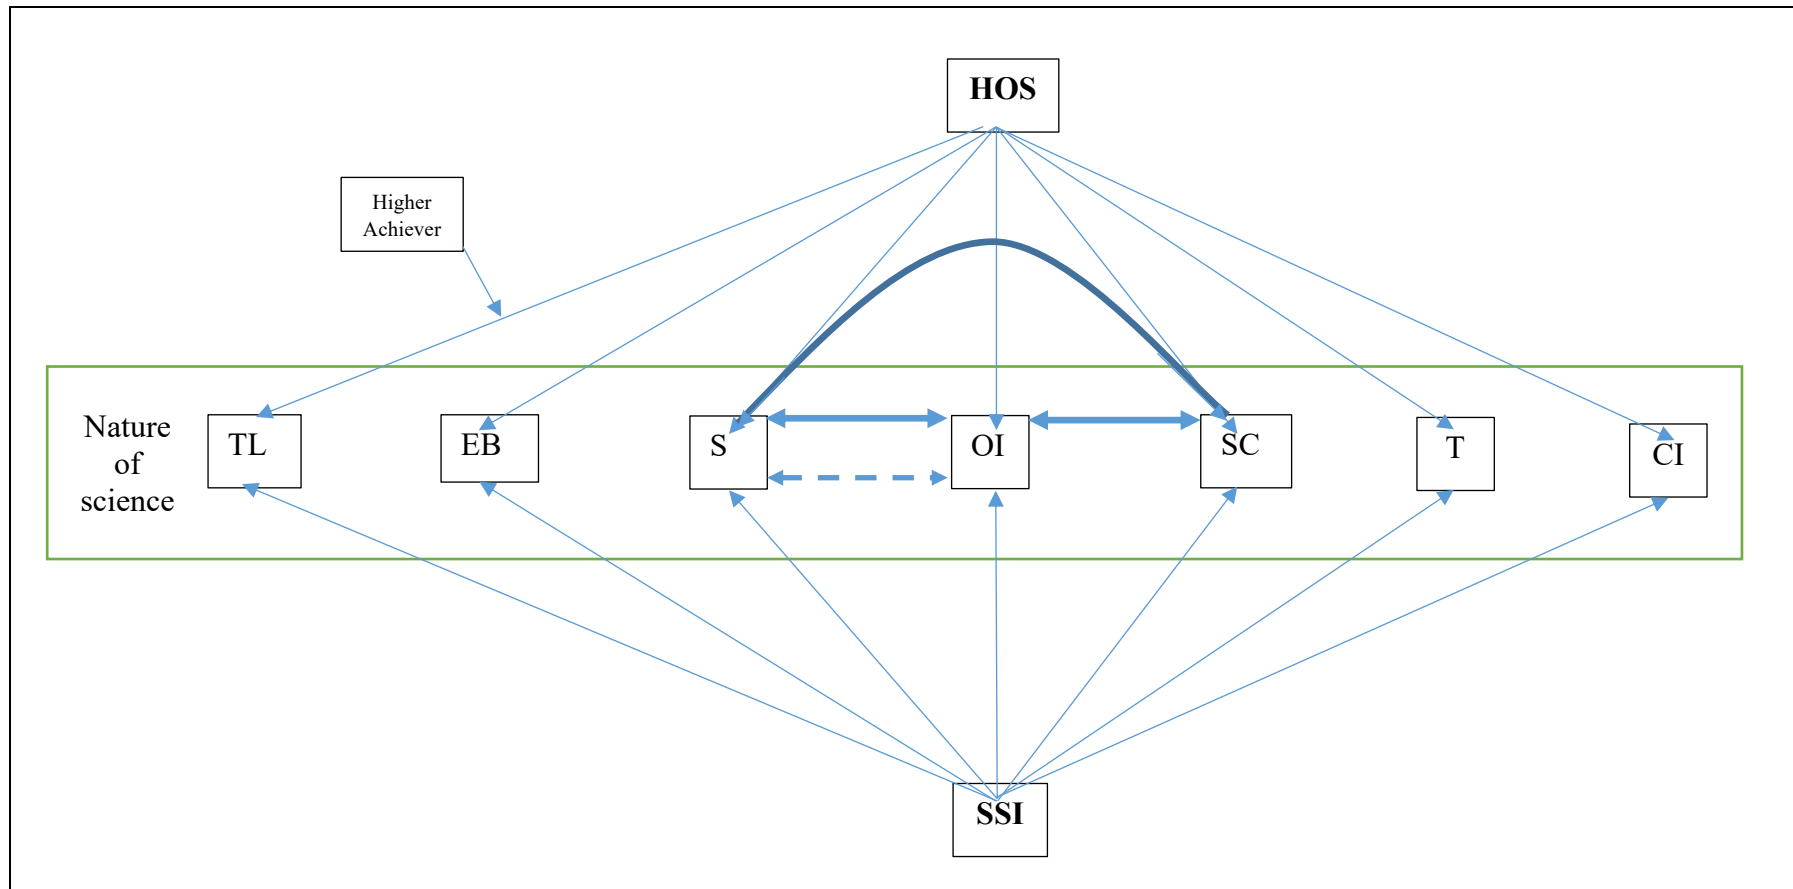 HOS
Higher
Achiever
Nature
of
science
TL
EB
S
OI
SC
T
CI
SSI